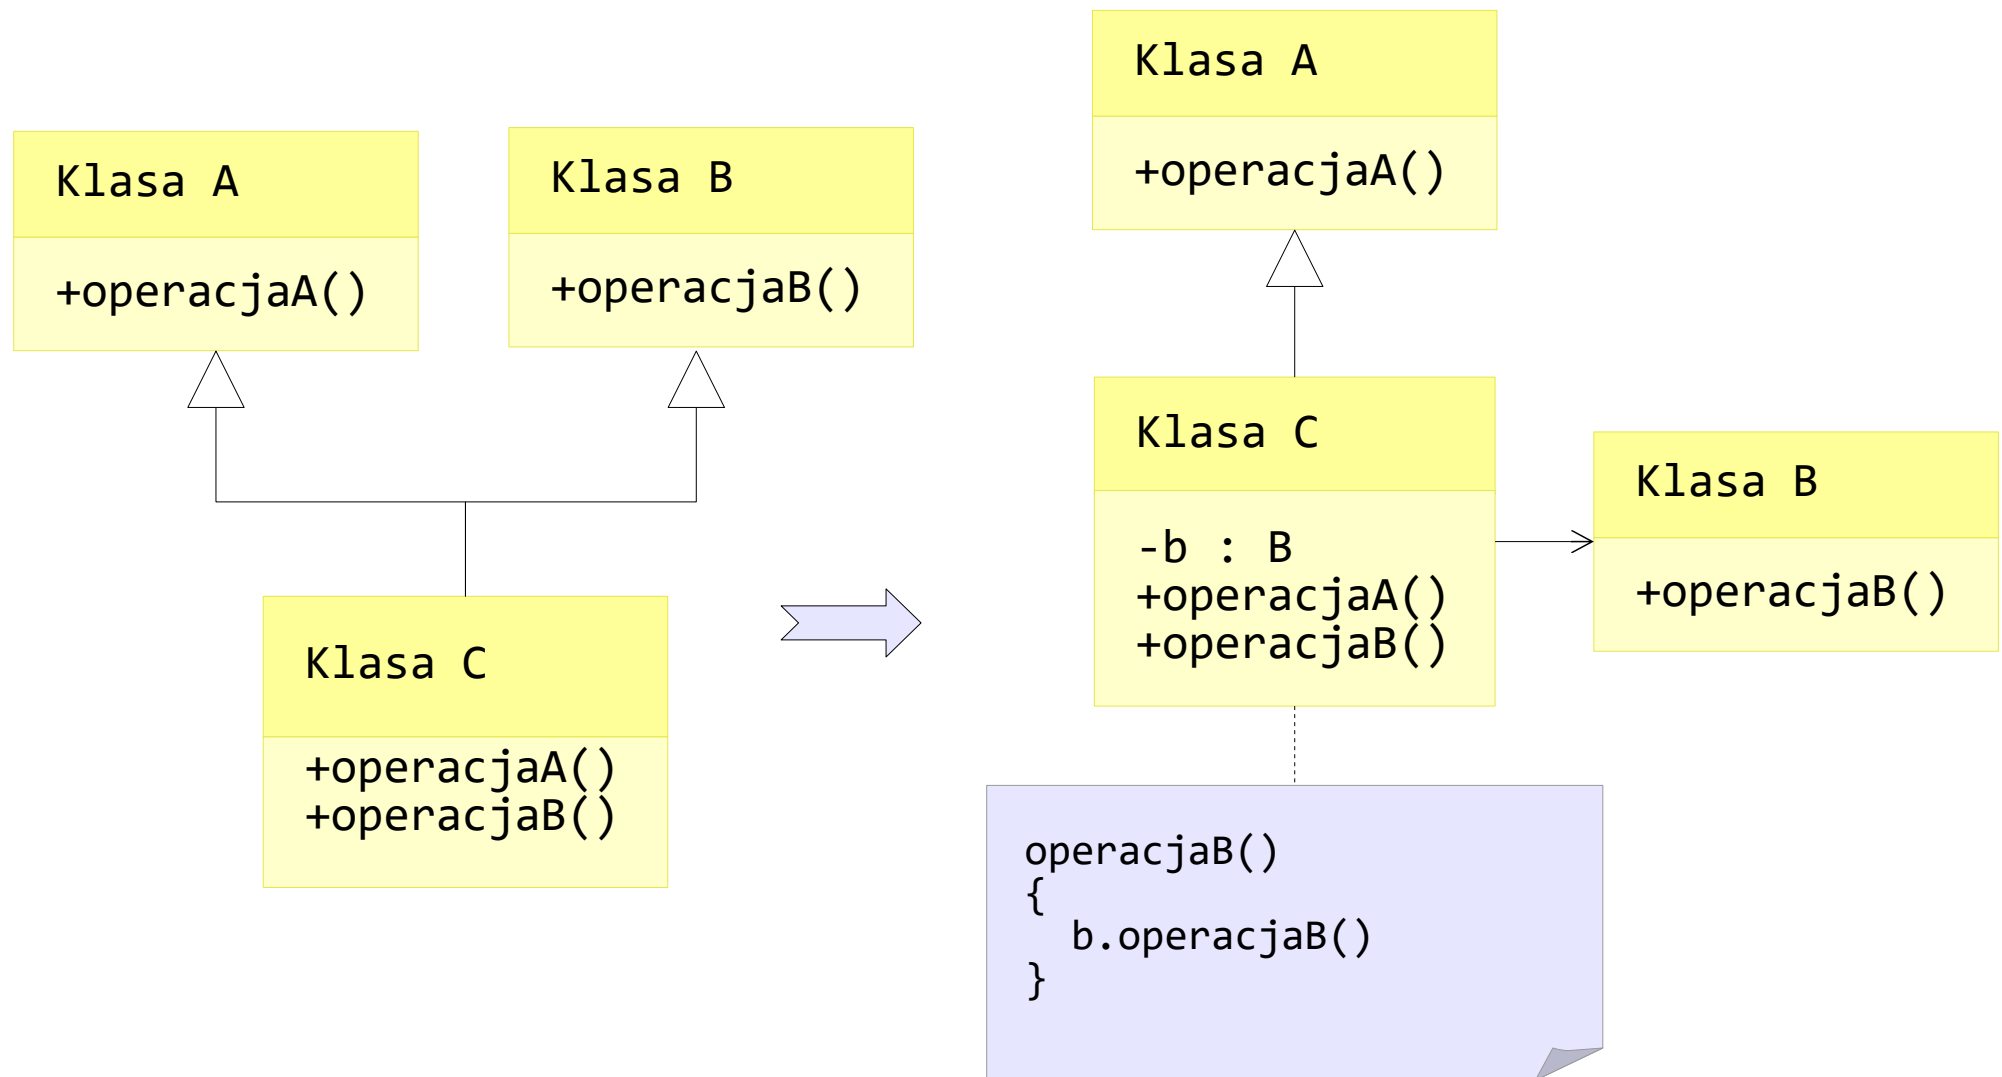 Klasa A
+operacjaA()
Klasa B
+operacjaB()
Klasa C
+operacjaA()
+operacjaB()
Klasa A
+operacjaA()
Klasa C
-b : B
+operacjaA()
+operacjaB()
Klasa B
+operacjaB()
operacjaB()
{
  b.operacjaB()
}